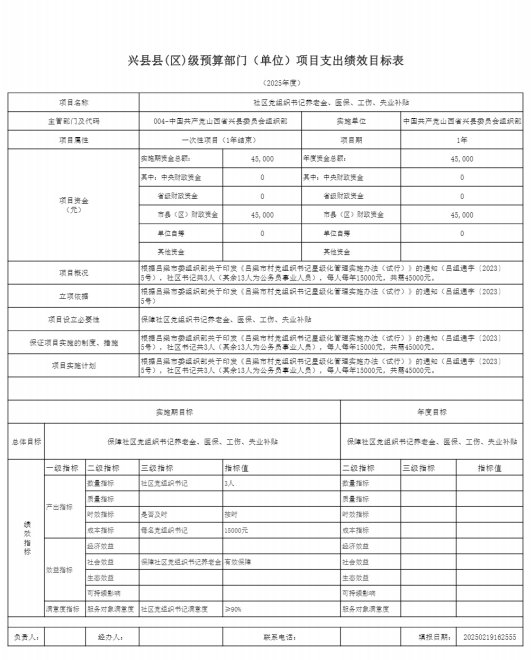 兴县县(区)级预算部门（单位）项目支出绩效目标表
（2025年度）
项目名称 社区党组织书记养老金、医保、工伤、失业补贴
主管部门及代码 004-中国共产党山西省兴县委员会组织部 实施单位 中国共产党山西省兴县委员会组织部
项目属性 一次性项目（1年结束） 项目期 1年
项目资金
（元）
实施期资金总额： 45,000 年度资金总额： 45,000
其中：中央财政资金 0 其中：中央财政资金 0
省级财政资金 0 省级财政资金 0
市县（区）财政资金 45,000 市县（区）财政资金 45,000
单位自筹 0 单位自筹 0
其他资金 其他资金
项目概况 根据吕梁市委组织部关于印发《吕梁市村党组织书记星级化管理实施办法（试行）》的通知（吕组通字〔2023〕
5号），社区书记共3人（其余13人为公务员事业人员），每人每年15000元，共需45000元。
立项依据 根据吕梁市委组织部关于印发《吕梁市村党组织书记星级化管理实施办法（试行）》的通知（吕组通字〔2023〕
5号）
项目设立必要性 保障社区党组织书记养老金、医保、工伤、失业补贴
保证项目实施的制度、措施 根据吕梁市委组织部关于印发《吕梁市村党组织书记星级化管理实施办法（试行）》的通知（吕组通字〔2023〕
5号），社区书记共3人（其余13人为公务员事业人员），每人每年15000元，共需45000元。
项目实施计划 根据吕梁市委组织部关于印发《吕梁市村党组织书记星级化管理实施办法（试行）》的通知（吕组通字〔2023〕
5号），社区书记共3人（其余13人为公务员事业人员），每人每年15000元，共需45000元。
实施期目标 年度目标
总体目标 保障社区党组织书记养老金、医保、工伤、失业补贴 保障社区党组织书记养老金、医保、工伤、失业补贴
绩效指标
一级指标 二级指标 三级指标 指标值 二级指标 三级指标 指标值
产出指标
数量指标 社区党组织书记 3人 数量指标
质量指标 质量指标
时效指标 是否及时 按时 时效指标
成本指标 每名党组织书记 15000元 成本指标
效益指标
经济效益 经济效益
社会效益 保障社区党组织书记养老金 有效保障 社会效益
生态效益 生态效益
可持续影响 可持续影响
满意度指标 服务对象满意度 社区党组织书记满意度 ≥90% 服务对象满意度
负责人： 经办人： 联系电话： 填报日期： 20250219162555